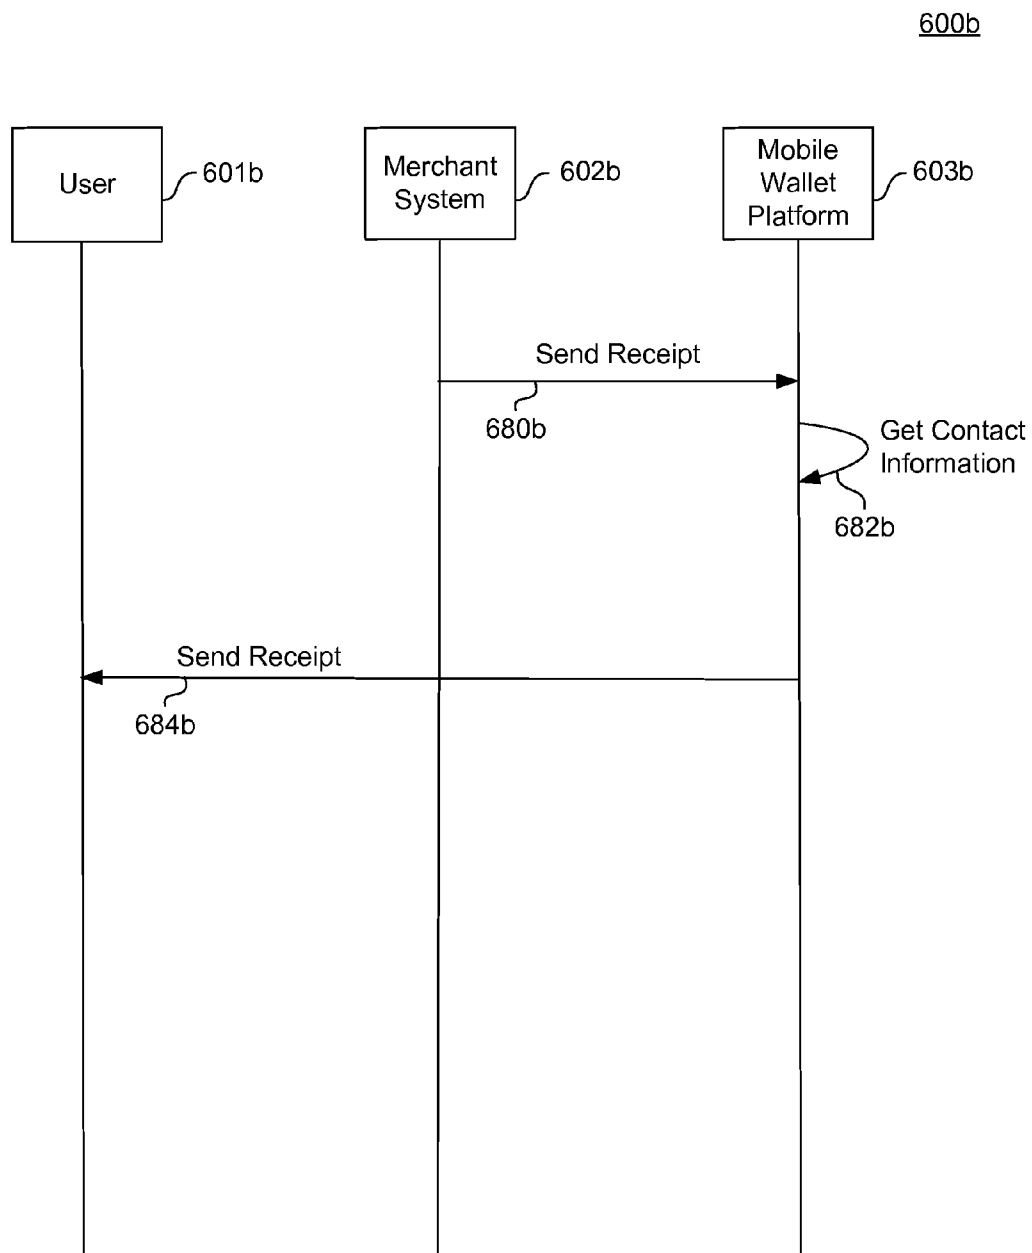 600b
User
601b
Merchant
System
602b
Mobile
Wallet
Platform
603b
Send Receipt
680b
Get Contact
Information
682b
Send Receipt
684b